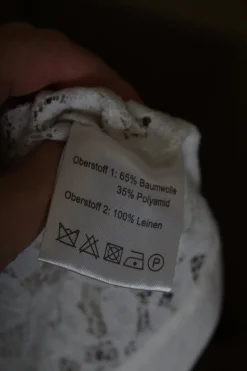 Oberstoff 1: 65% Baumwolle
35% Polyamid
Oberstoff 2: 100% Leinen
P